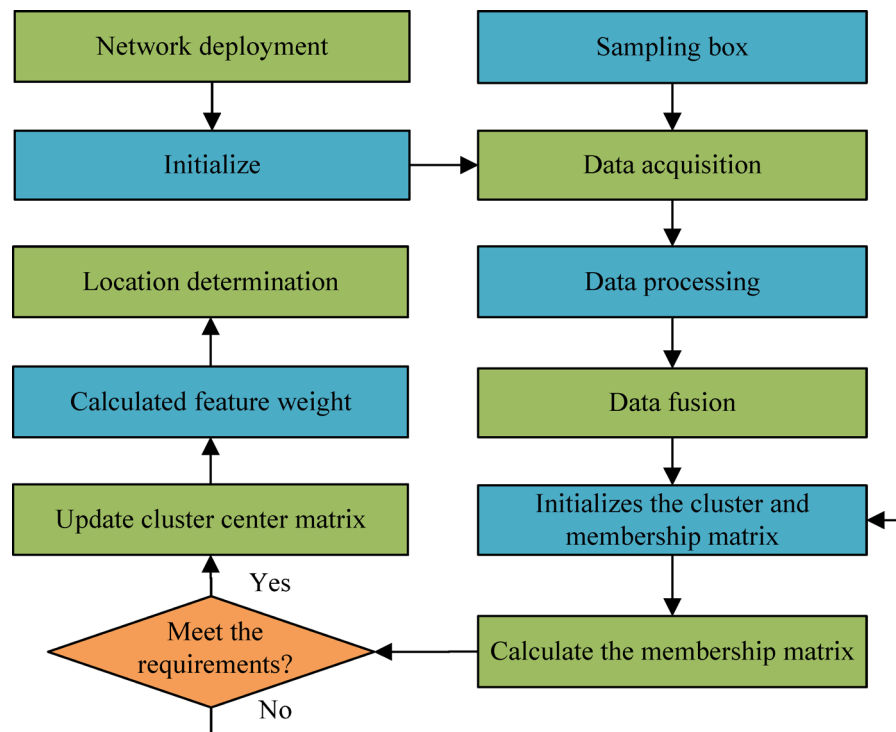 Network deployment
Sampling box
Initialize
Data acquisition
Location determination
Data processing
Calculated feature weight
Data fusion
Update cluster center matrix
Initializes the cluster and
membership matrix
Yes
Meet the
requirements?
Calculate the membership matrix
No